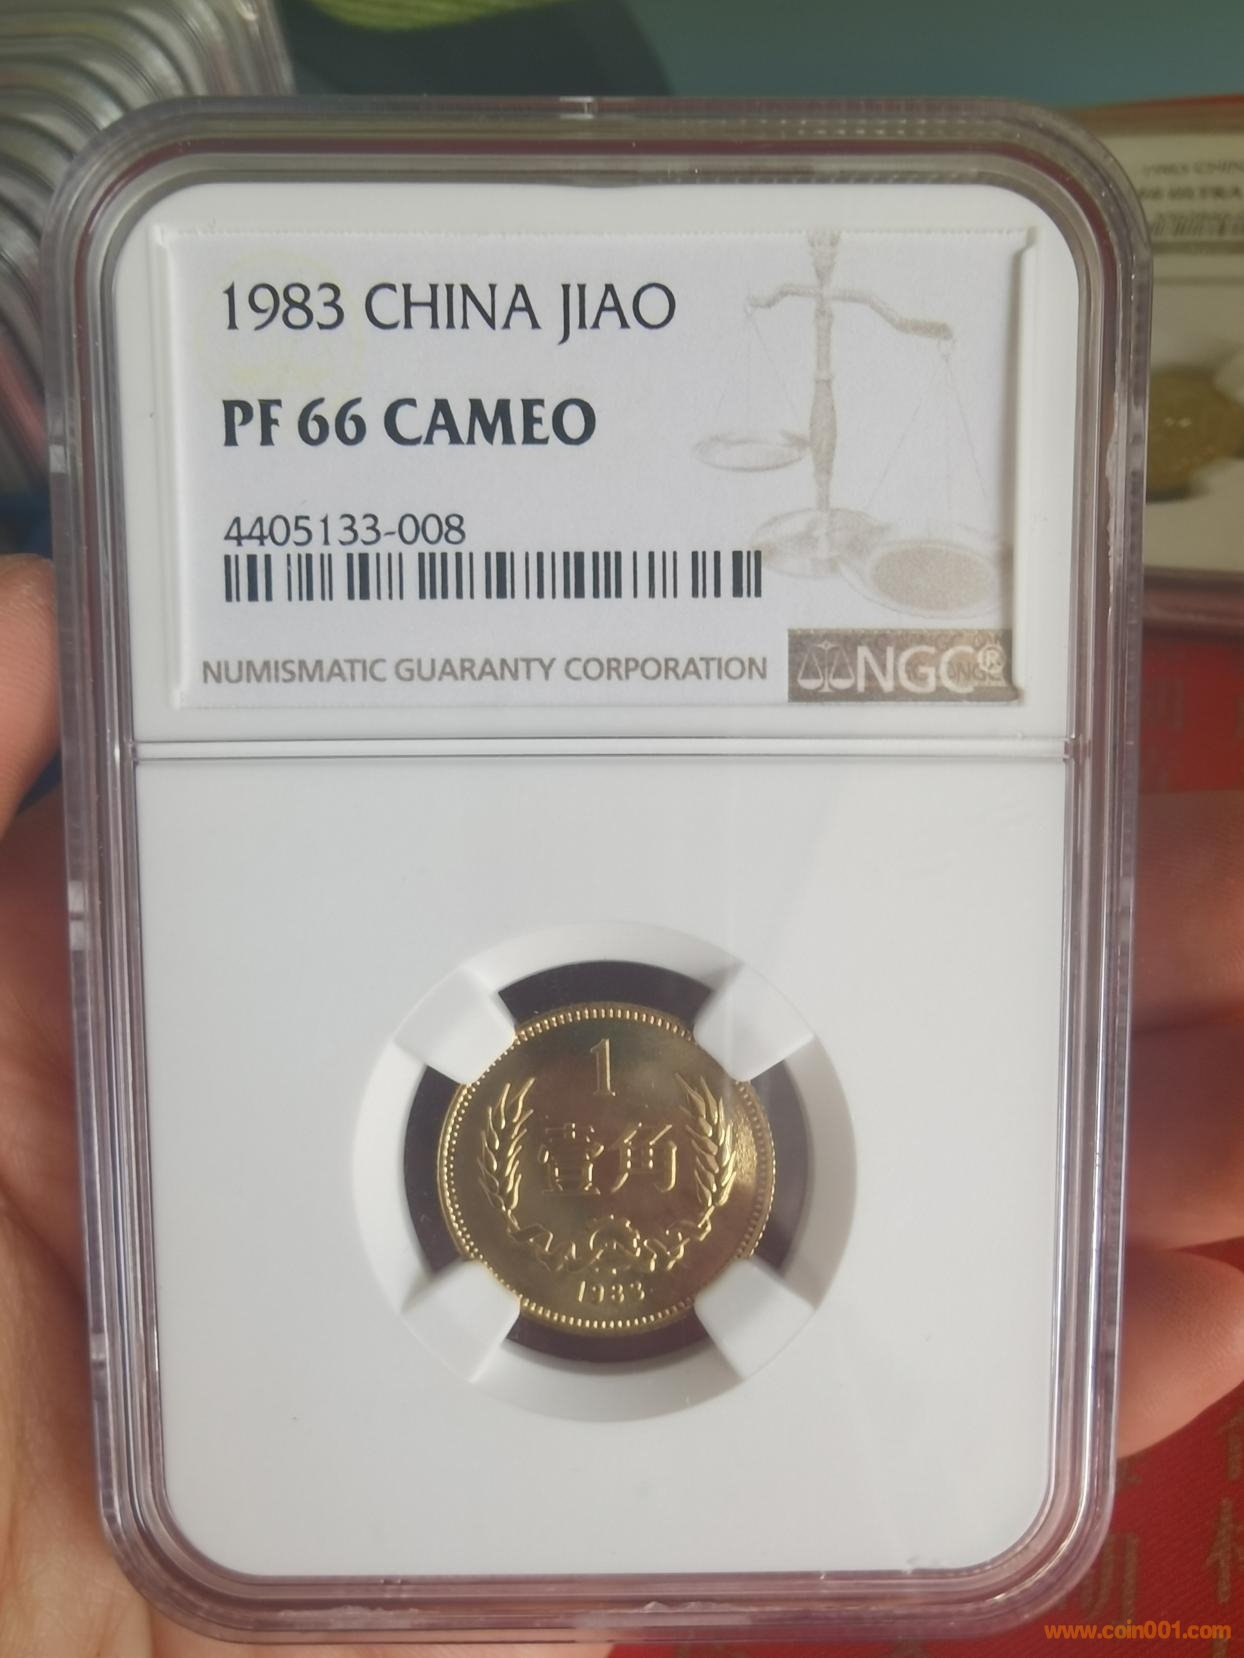 1983 CHINA JIAO
PF 66 CAMEO
4405133-008
NUMISMATIC GUARANTY CORPORATION
NGC®
1
壹角
1983
www.coin001.com